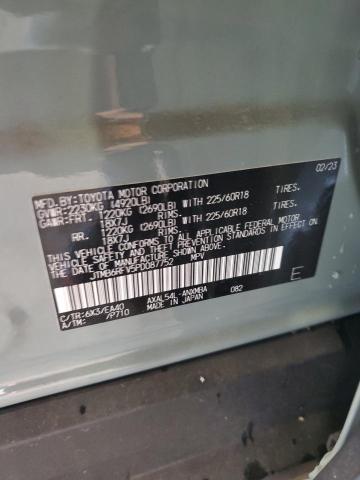 MFD.BY:TOYOTA MOTOR CORPORATION 02/23
GVWR:2230KG (4920LB)
GAWR:FRT. 1220KG (2690LB) WITH 225/60R18 TIRES.
18X7J RIMS.
RR. 1220KG (2690LB) WITH 225/60R18 TIRES.
18X7J RIMS.
THIS VEHICLE CONFORMS TO ALL APPLICABLE FEDERAL MOTOR
VEHICLE SAFETY, BUMPER, AND THEFT PREVENTION STANDARDS IN EFFECT
ON THE DATE OF MANUFACTURE SHOWN ABOVE.
JTMB6RFV5PD087752 MPV
E
C/TR:6X3/EA40 AXAL54L-ANXMBA 082
A/TM: /P710 MADE IN JAPAN